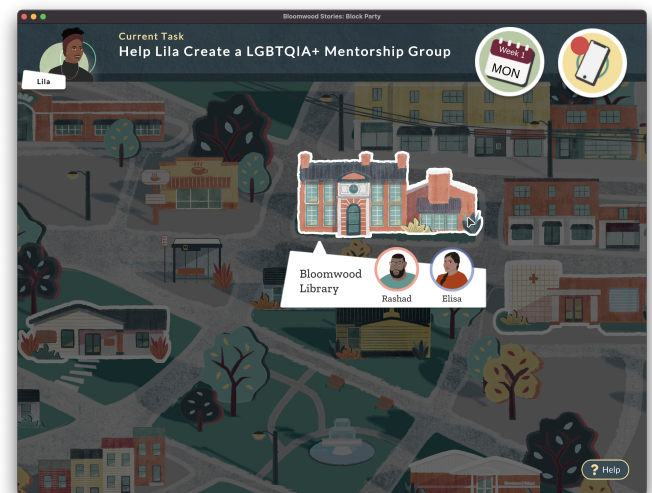 Bloomwood Stories: Block Party
Current Task
Help Lila Create a LGBTQIA+ Mentorship Group
Lila
Week 1
MON
Bloomwood
Library
Rashad
Elisa
? Help